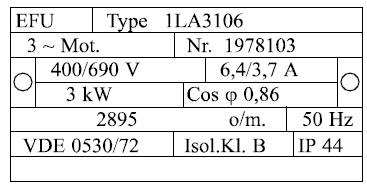 EFU Type 1LA3106
3 ~ Mot. Nr. 1978103
400/690 V 6,4/3,7 A
3 kW Cos φ 0,86
2895 o/m. 50 Hz
VDE 0530/72 Isol.Kl. B IP 44